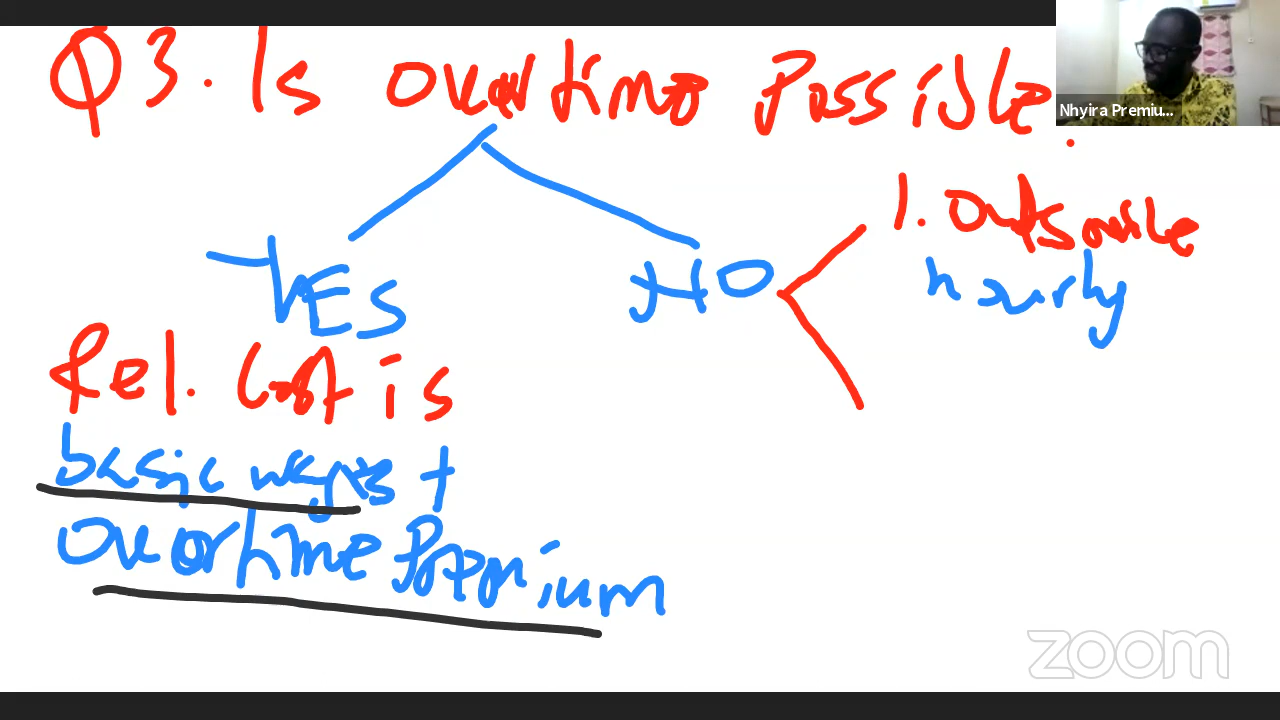 Q3. Is Overtime Possible.
Nhyira Premiu...
YES
NO
1. Outsource
hourly
Rel. Cost is
basic wages +
Overtime Premium
zoom